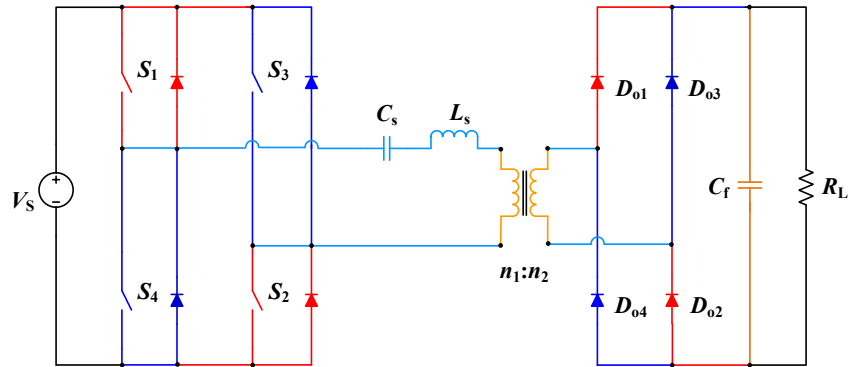 S1
S3
Do1
Do3
Cs
Ls
VS
+
−
Cf
RL
n1:n2
S4
S2
Do4
Do2